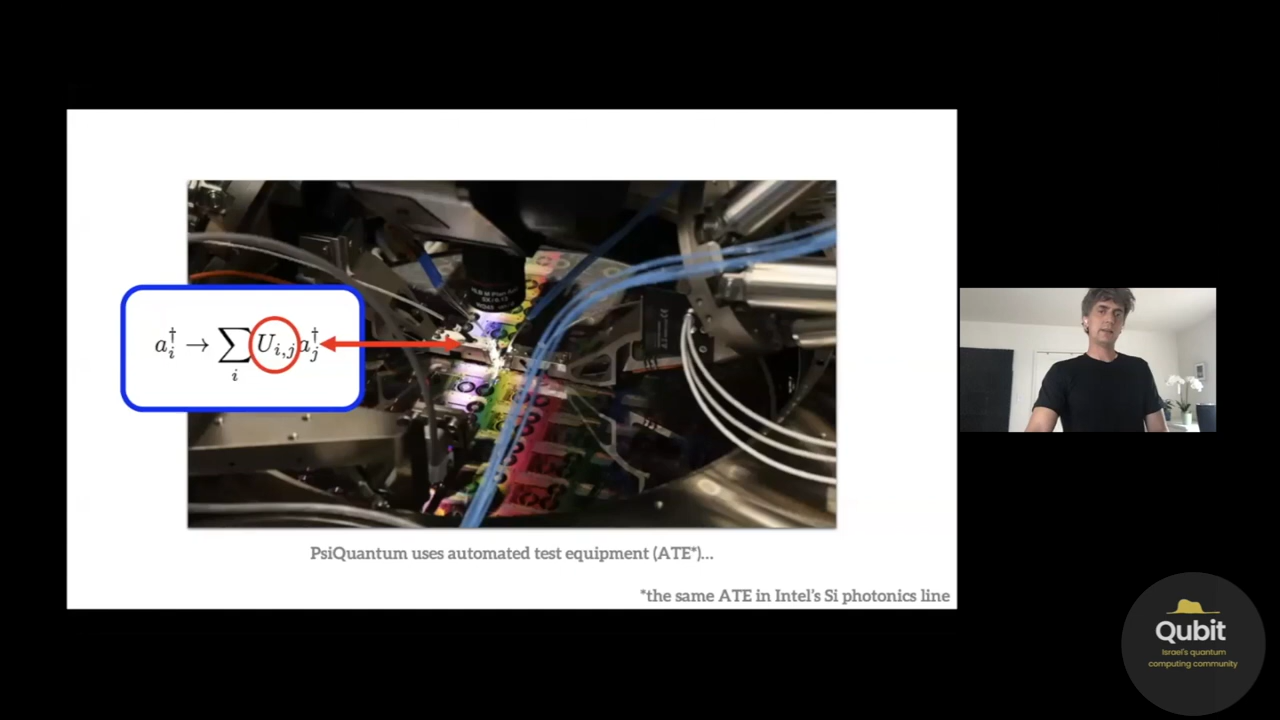 a_i^† → ∑_i U_{i,j} a_j^†
PsiQuantum uses automated test equipment (ATE*)...
*the same ATE in Intel's Si photonics line
Qubit
Israel's quantum
computing community